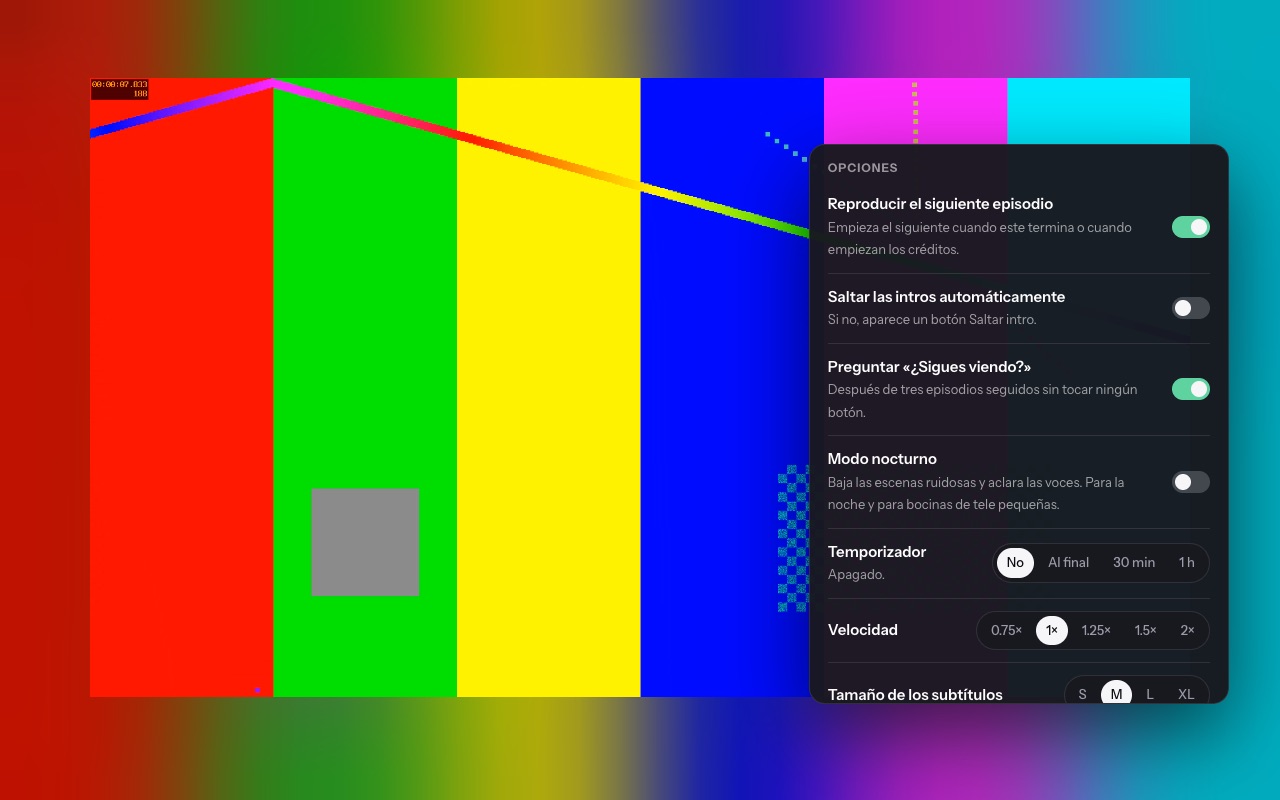 00:00:07.833
188
OPCIONES
Reproducir el siguiente episodio
Empieza el siguiente cuando este termina o cuando
empiezan los créditos.
Saltar las intros automáticamente
Si no, aparece un botón Saltar intro.
Preguntar «¿Sigues viendo?»
Después de tres episodios seguidos sin tocar ningún
botón.
Modo nocturno
Baja las escenas ruidosas y aclara las voces. Para la
noche y para bocinas de tele pequeñas.
Temporizador
Apagado.
No Al final 30 min 1 h
Velocidad
0.75× 1× 1.25× 1.5× 2×
Tamaño de los subtítulos
S M L XL